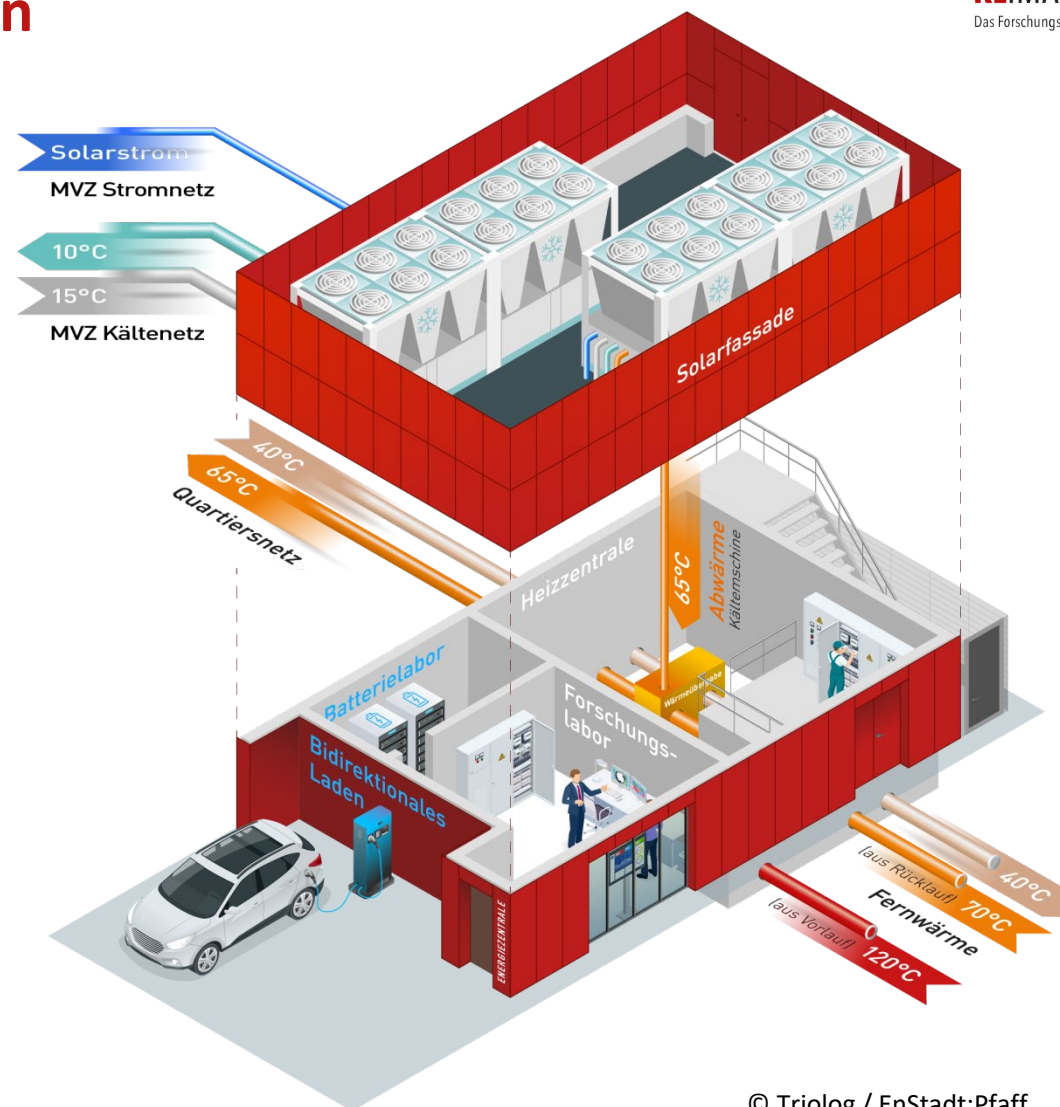 n
Das Forschungs
Solarstrom
MVZ Stromnetz
10°C
15°C
MVZ Kältenetz
Solarfassade
40°C
65°C
Quartiersnetz
65°C
Abwärme
Kältemschine
Heizzentrale
Wärmeübergabe
Batterielabor
Forschungs-
labor
Bidirektionales
Laden
ENERGIEZENTRALE
40°C
(aus Rücklauf) 70°C
Fernwärme
(aus Vorlauf) 120°C
© Triolog / EnStadt:Pfaff